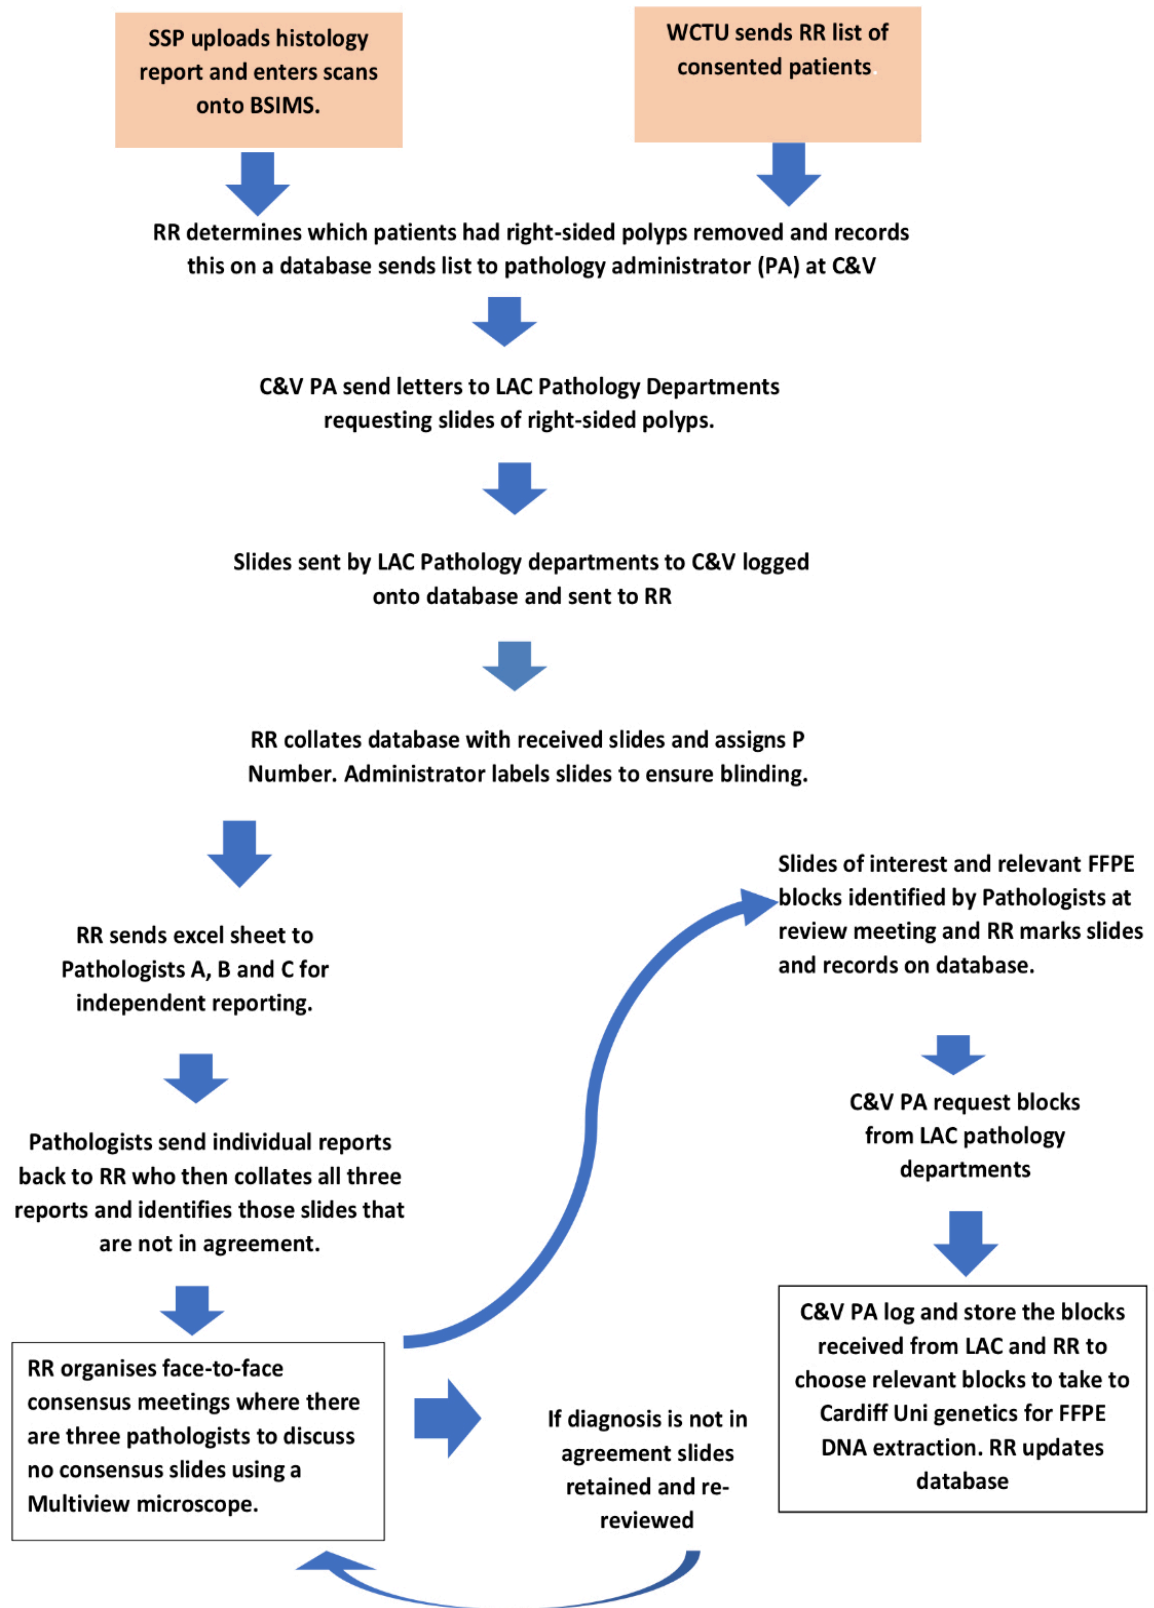 SSP uploads histology
report and enters scans
onto BSIMS.
WCTU sends RR list of
consented patients.
RR determines which patients had right-sided polyps removed and records
this on a database sends list to pathology administrator (PA) at C&V
C&V PA send letters to LAC Pathology Departments
requesting slides of right-sided polyps.
Slides sent by LAC Pathology departments to C&V logged
onto database and sent to RR
RR collates database with received slides and assigns P
Number. Administrator labels slides to ensure blinding.
RR sends excel sheet to
Pathologists A, B and C for
independent reporting.
Pathologists send individual reports
back to RR who then collates all three
reports and identifies those slides that
are not in agreement.
RR organises face-to-face
consensus meetings where there
are three pathologists to discuss
no consensus slides using a
Multiview microscope.
If diagnosis is not in
agreement slides
retained and re-
reviewed
Slides of interest and relevant FFPE
blocks identified by Pathologists at
review meeting and RR marks slides
and records on database.
C&V PA request blocks
from LAC pathology
departments
C&V PA log and store the blocks
received from LAC and RR to
choose relevant blocks to take to
Cardiff Uni genetics for FFPE
DNA extraction. RR updates
database